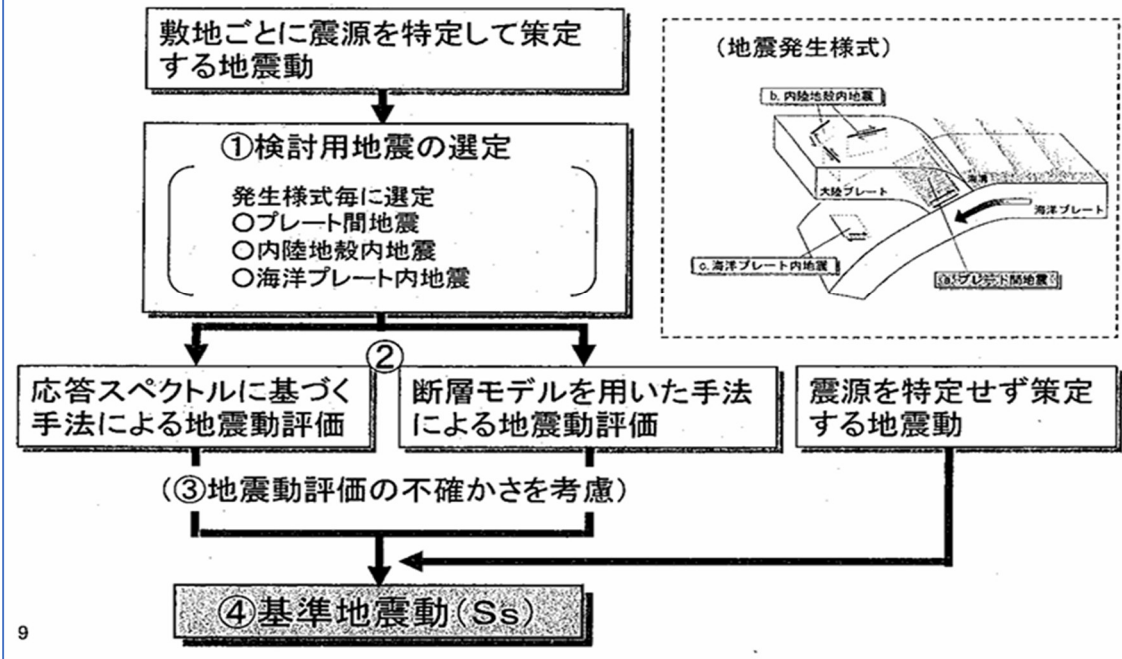 敷地ごとに震源を特定して策定
する地震動
①検討用地震の選定
発生様式毎に選定
○プレート間地震
○内陸地殻内地震
○海洋プレート内地震
(地震発生様式)
b. 内陸地殻内地震
大陸プレート
海溝
海洋プレート
c. 海洋プレート内地震
(a) プレート間地震
②
応答スペクトルに基づく
手法による地震動評価
断層モデルを用いた手法
による地震動評価
震源を特定せず策定
する地震動
(③地震動評価の不確かさを考慮)
④基準地震動(Ss)
9